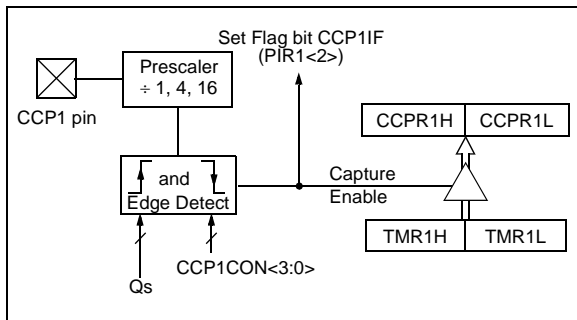 Set Flag bit CCP1IF
(PIR1<2>)
Prescaler
÷ 1, 4, 16
CCP1 pin
CCPR1H CCPR1L
and
Edge Detect
Capture
Enable
TMR1H TMR1L
CCP1CON<3:0>
Qs